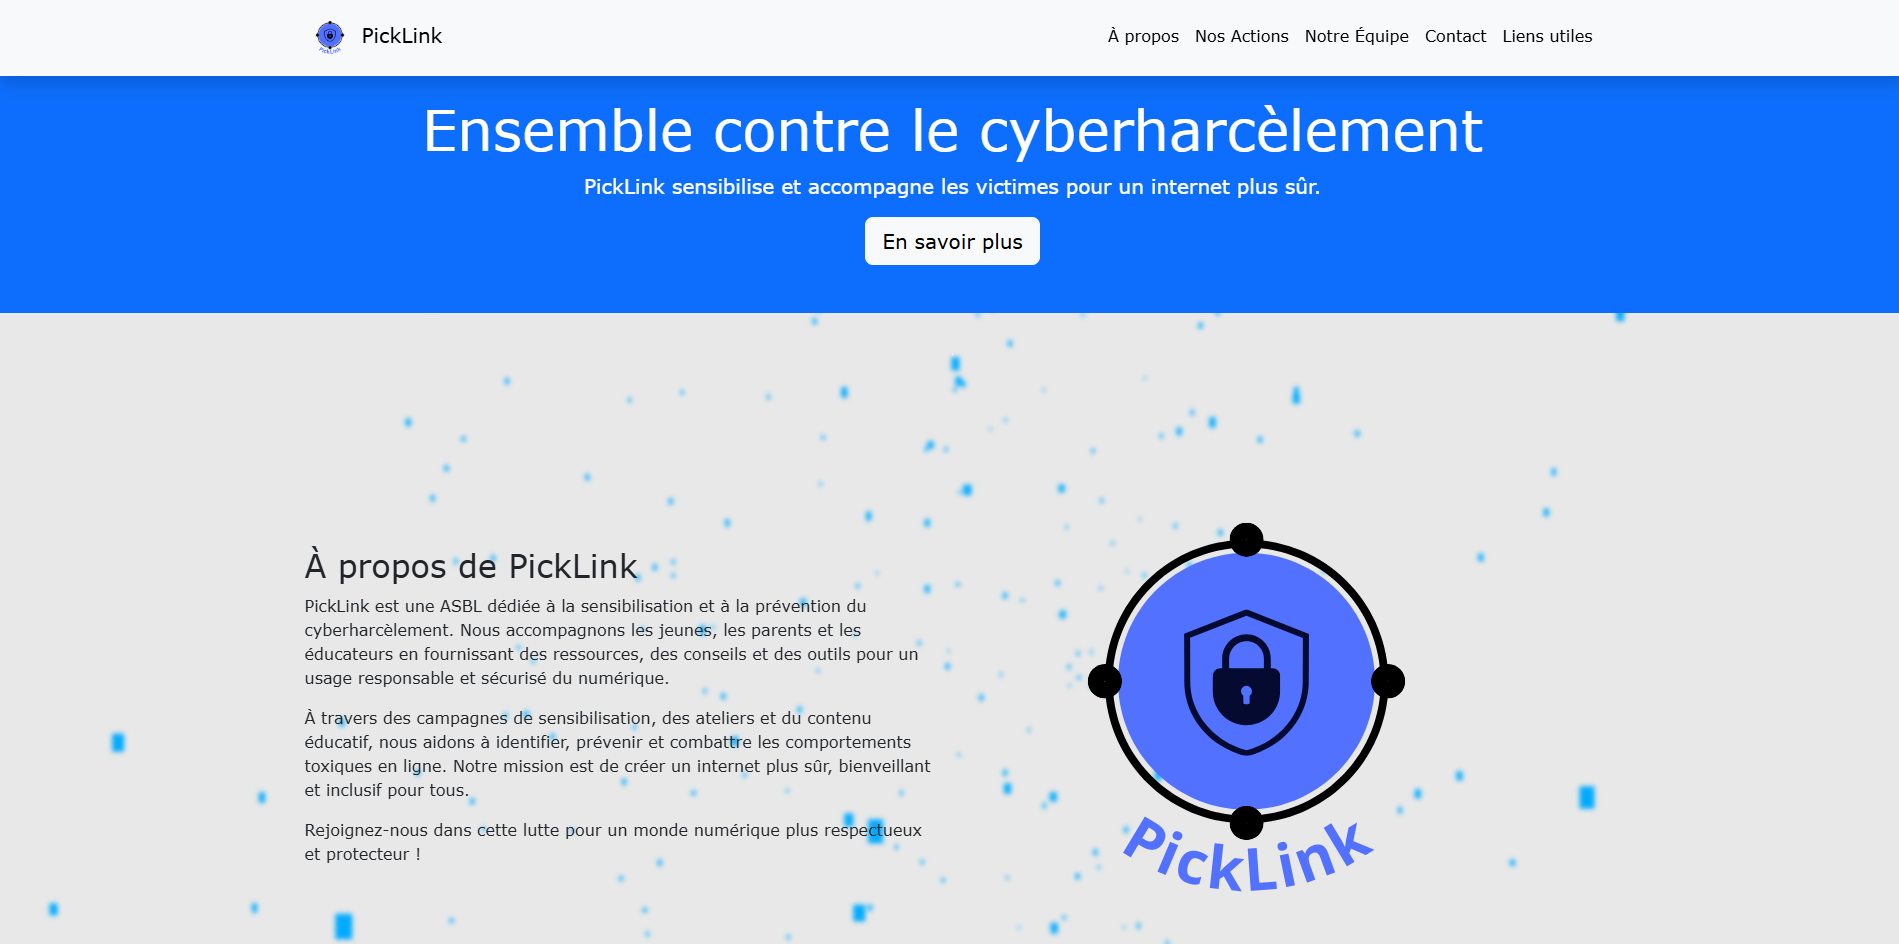 PickLink
PickLink
À propos
Nos Actions
Notre Équipe
Contact
Liens utiles
Ensemble contre le cyberharcèlement
PickLink sensibilise et accompagne les victimes pour un internet plus sûr.
En savoir plus
À propos de PickLink
PickLink est une ASBL dédiée à la sensibilisation et à la prévention du
cyberharcèlement. Nous accompagnons les jeunes, les parents et les
éducateurs en fournissant des ressources, des conseils et des outils pour un
usage responsable et sécurisé du numérique.
À travers des campagnes de sensibilisation, des ateliers et du contenu
éducatif, nous aidons à identifier, prévenir et combattre les comportements
toxiques en ligne. Notre mission est de créer un internet plus sûr, bienveillant
et inclusif pour tous.
Rejoignez-nous dans cette lutte pour un monde numérique plus respectueux
et protecteur !
PickLink